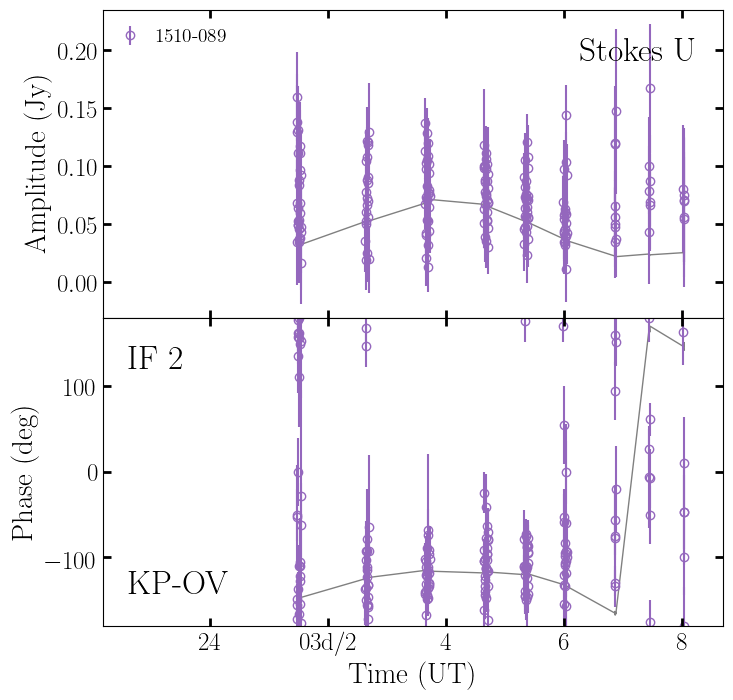 1510-089
Stokes U
0.20
0.15
0.10
0.05
0.00
Amplitude (Jy)
IF 2
100
0
−100
Phase (deg)
KP-OV
24 03d/2 4 6 8
Time (UT)